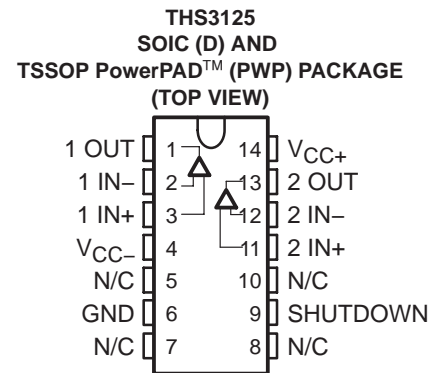 THS3125
SOIC (D) AND
TSSOP PowerPAD™ (PWP) PACKAGE
(TOP VIEW)
1 OUT 1 14 VCC+
1 IN− 2 13 2 OUT
1 IN+ 3 12 2 IN−
VCC− 4 11 2 IN+
N/C 5 10 N/C
GND 6 9 SHUTDOWN
N/C 7 8 N/C